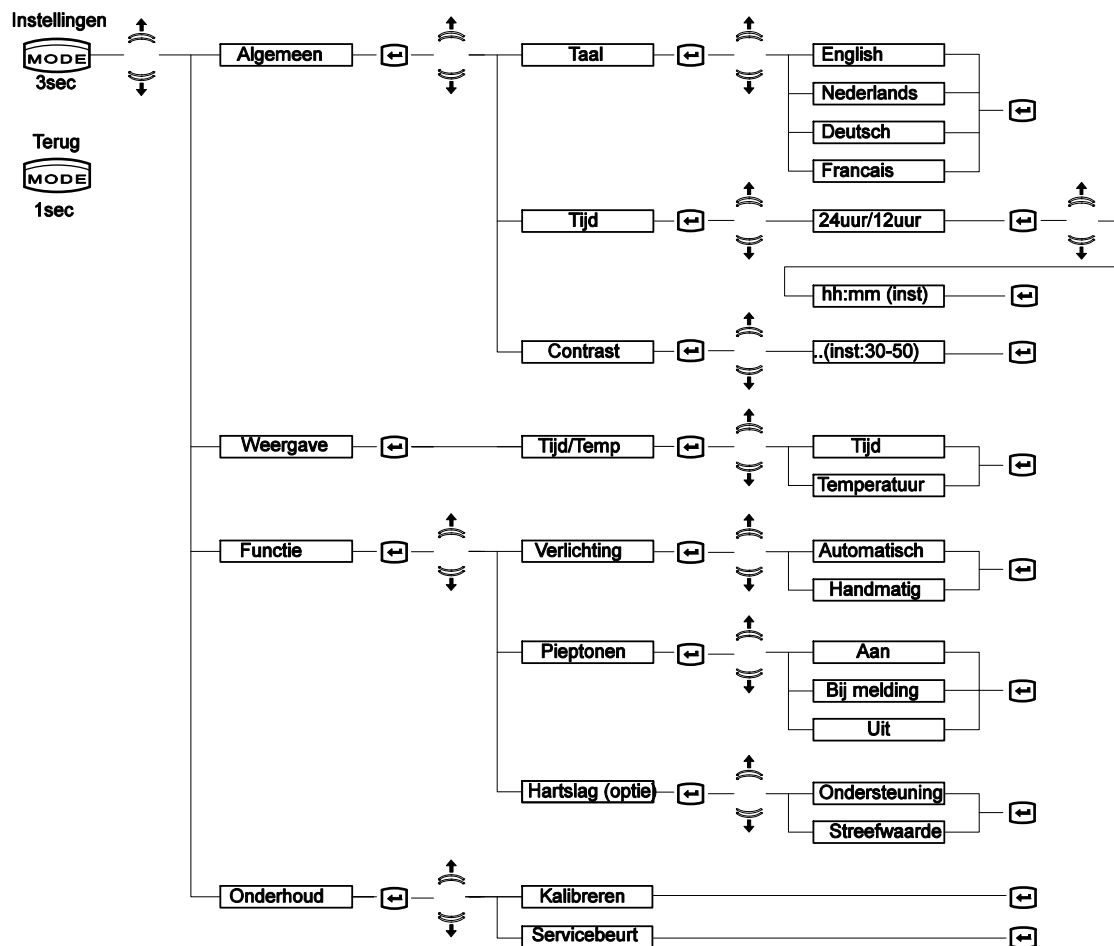 Instellingen
MODE
3sec
Terug
MODE
1sec
Algemeen
Taal
English
Nederlands
Deutsch
Francais
Tijd
24uur/12uur
hh:mm (inst)
Contrast
..(inst:30-50)
Weergave
Tijd/Temp
Tijd
Temperatuur
Functie
Verlichting
Automatisch
Handmatig
Pieptonen
Aan
Bij melding
Uit
Hartslag (optie)
Ondersteuning
Streefwaarde
Onderhoud
Kalibreren
Servicebeurt